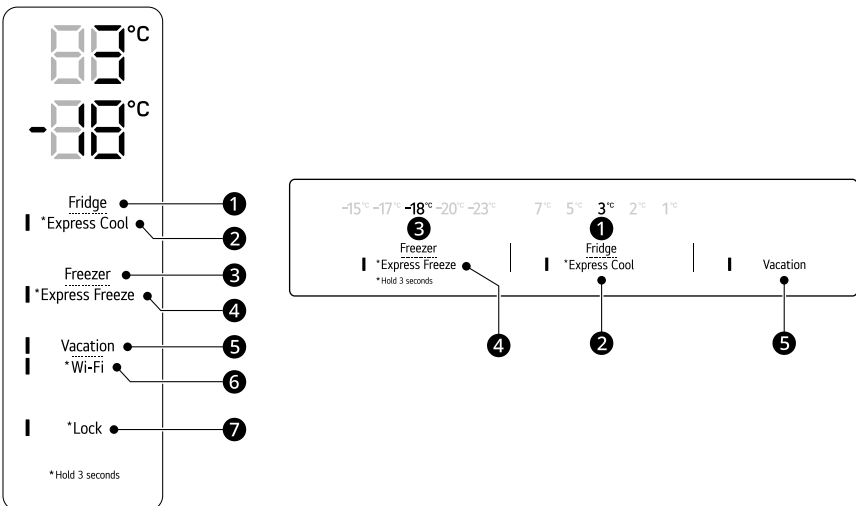 3°C
-18°C
Fridge
*Express Cool
1
2
Freezer
*Express Freeze
3
4
Vacation
*Wi-Fi
5
6
*Lock
7
*Hold 3 seconds
-15°C -17°C -18°C -20°C -23°C 7°C 5°C 3°C 2°C 1°C
3 1
Freezer Fridge
*Express Freeze *Express Cool Vacation
*Hold 3 seconds
4 2 5